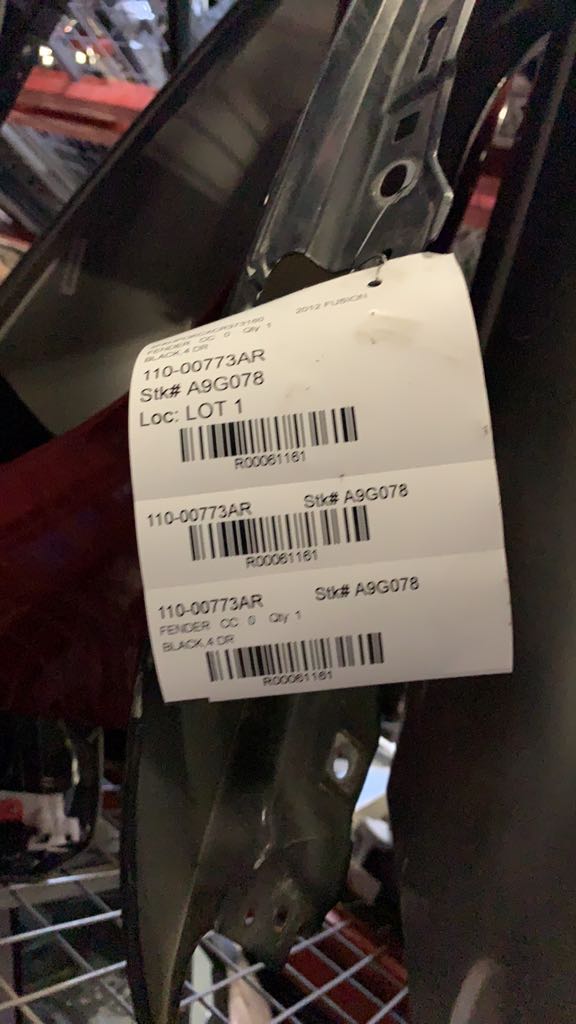 2012 FUSION
FENDER CC 0 Qty 1
BLACK,4 DR
110-00773AR
Stk# A9G078
Loc: LOT 1
R00061161
110-00773AR Stk# A9G078
R00061161
110-00773AR Stk# A9G078
FENDER CC 0 Qty 1
BLACK,4 DR
R00061161